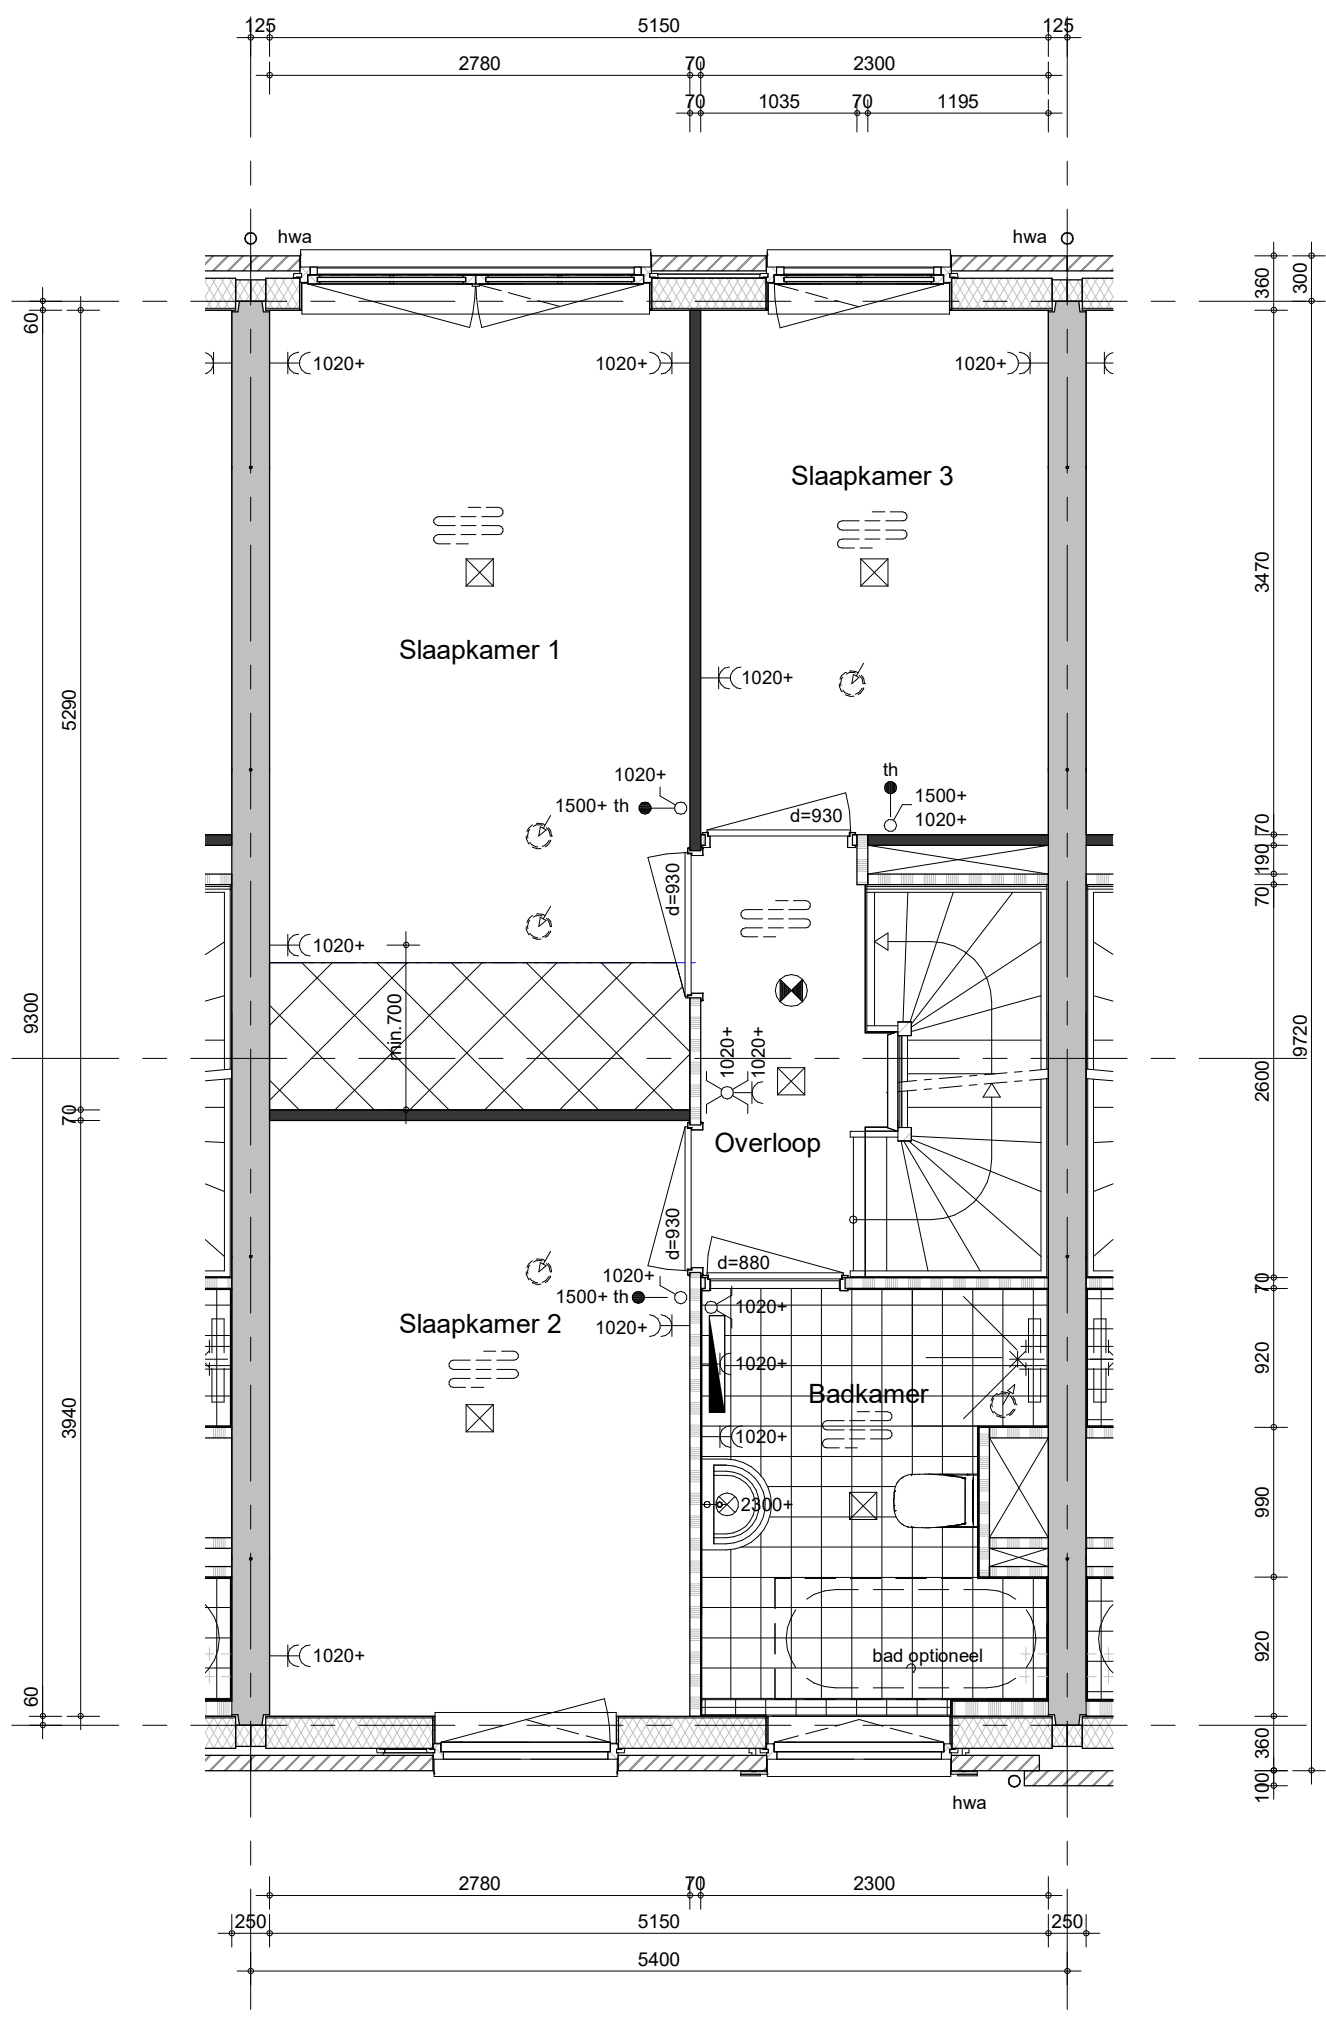 125 5150 125
2780 70 2300
70 1035 70 1195
hwa hwa
360 300
60
1020+ 1020+ 1020+
Slaapkamer 3
3470
Slaapkamer 1
1020+
5290
1020+
1500+ th
th
1500+
1020+
d=930
70
190
70
d=930
1020+
min.700
9300
9720
1020+
1020+
2600
70
Overloop
d=930
d=880
1020+
1500+ th
1020+
70
1020+
Slaapkamer 2
1020+
920
Badkamer
3940
1020+
2300+
990
1020+
bad optioneel
920
60
360
100
hwa
2780 70 2300
250 5150 250
5400